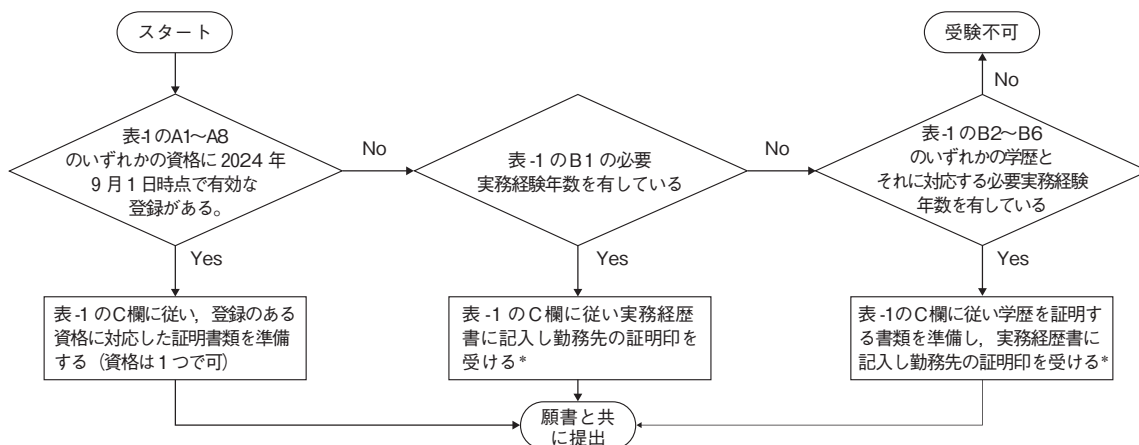 スタート
受験不可
No
表-1のA1～A8
のいずれかの資格に2024年
9月1日時点で有効な
登録がある。
No
表-1のB1の必要
実務経験年数を有している
No
表-1のB2～B6
のいずれかの学歴と
それに対応する必要実務経験
年数を有している
Yes
Yes
Yes
表-1のC欄に従い，登録のある
資格に対応した証明書類を準備
する（資格は1つで可）
表-1のC欄に従い実務経歴
書に記入し勤務先の証明印を
受ける*
表-1のC欄に従い学歴を証明す
る書類を準備し，実務経歴書に
記入し勤務先の証明印を受ける*
願書と共
に提出